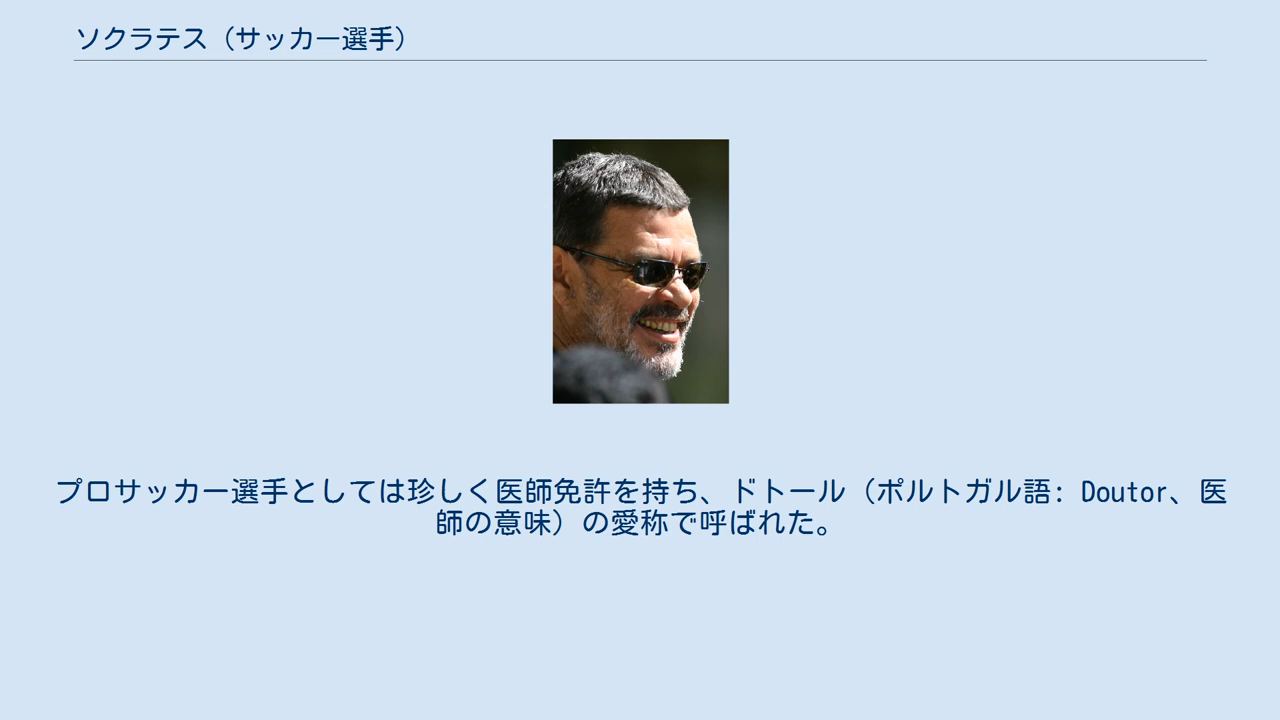 ソクラテス（サッカー選手）
プロサッカー選手としては珍しく医師免許を持ち、ドトール（ポルトガル語: Doutor、医
師の意味）の愛称で呼ばれた。